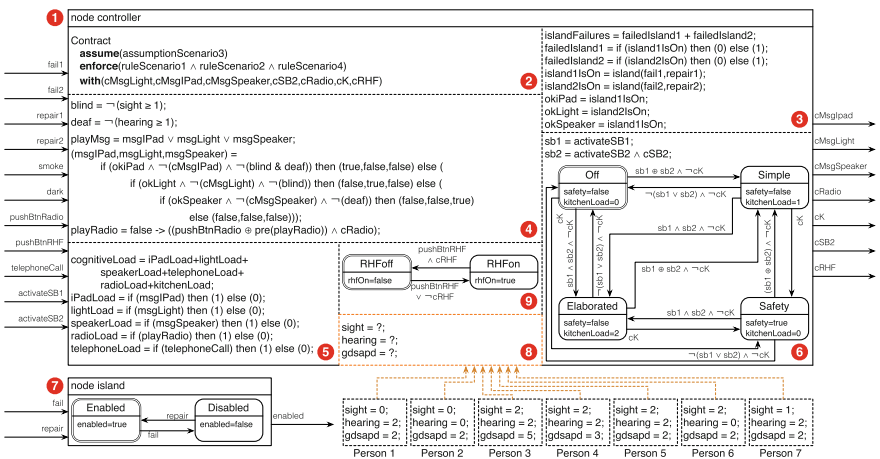 1 node controller
Contract
assume(assumptionScenario3)
enforce(ruleScenario1 ∧ ruleScenario2 ∧ ruleScenario4)
with(cMsgLight,cMsgIPad,cMsgSpeaker,cSB2,cRadio,cK,cRHF)
2
islandFailures = failedIsland1 + failedIsland2;
failedIsland1 = if (island1IsOn) then (0) else (1);
failedIsland2 = if (island2IsOn) then (0) else (1);
island1IsOn = island(fail1,repair1);
island2IsOn = island(fail2,repair2);
okiPad = island1IsOn;
okLight = island2IsOn;
okSpeaker = island1IsOn;
3
fail1
fail2
repair1
repair2
smoke
dark
pushBtnRadio
pushBtnRHF
telephoneCall
activateSB1
activateSB2
blind = ¬(sight ≥ 1);
deaf = ¬(hearing ≥ 1);
playMsg = msgIPad ∨ msgLight ∨ msgSpeaker;
(msgIPad,msgLight,msgSpeaker) =
if (okiPad ∧ ¬(cMsgIPad) ∧ ¬(blind & deaf)) then (true,false,false) else (
if (okLight ∧ ¬(cMsgLight) ∧ ¬(blind)) then (false,true,false) else (
if (okSpeaker ∧ ¬(cMsgSpeaker) ∧ ¬(deaf)) then (false,false,true)
else (false,false,false)));
playRadio = false -> ((pushBtnRadio ⊕ pre(playRadio)) ∧ cRadio);
4
cMsgIpad
cMsgLight
cMsgSpeaker
cRadio
cK
cSB2
cRHF
sb1 = activateSB1;
sb2 = activateSB2 ∧ cSB2;
Off
safety=false
kitchenLoad=0
sb1 ⊕ sb2 ∧ ¬cK
¬(sb1 ∨ sb2) ∧ ¬cK
Simple
safety=false
kitchenLoad=1
cK
cK
sb1 ∧ sb2 ∧ ¬cK
¬(sb1 ∨ sb2) ∧ ¬cK
sb1 ∧ sb2 ∧ ¬cK
sb1 ⊕ sb2 ∧ ¬cK
(sb1 ⊕ sb2) ∧ ¬cK
Elaborated
safety=false
kitchenLoad=2
sb1 ∧ sb2 ∧ ¬cK
cK
Safety
safety=true
kitchenLoad=0
¬(sb1 ∨ sb2) ∧ ¬cK
6
cognitiveLoad = iPadLoad+lightLoad+
speakerLoad+telephoneLoad+
radioLoad+kitchenLoad;
iPadLoad = if (msgIPad) then (1) else (0);
lightLoad = if (msgLight) then (1) else (0);
speakerLoad = if (msgSpeaker) then (1) else (0);
radioLoad = if (playRadio) then (1) else (0);
telephoneLoad = if (telephoneCall) then (1) else (0);
5
RHFoff
rhfOn=false
pushBtnRHF
∧ cRHF
pushBtnRHF
∨ ¬cRHF
RHFon
rhfOn=true
9
sight = ?;
hearing = ?;
gdsapd = ?;
8
7 node island
fail
repair
Enabled
enabled=true
repair
fail
Disabled
enabled=false
enabled
sight = 0;
hearing = 2;
gdsapd = 2;
Person 1
sight = 0;
hearing = 0;
gdsapd = 2;
Person 2
sight = 2;
hearing = 2;
gdsapd = 5;
Person 3
sight = 2;
hearing = 2;
gdsapd = 3;
Person 4
sight = 2;
hearing = 2;
gdsapd = 2;
Person 5
sight = 2;
hearing = 0;
gdsapd = 2;
Person 6
sight = 1;
hearing = 2;
gdsapd = 2;
Person 7